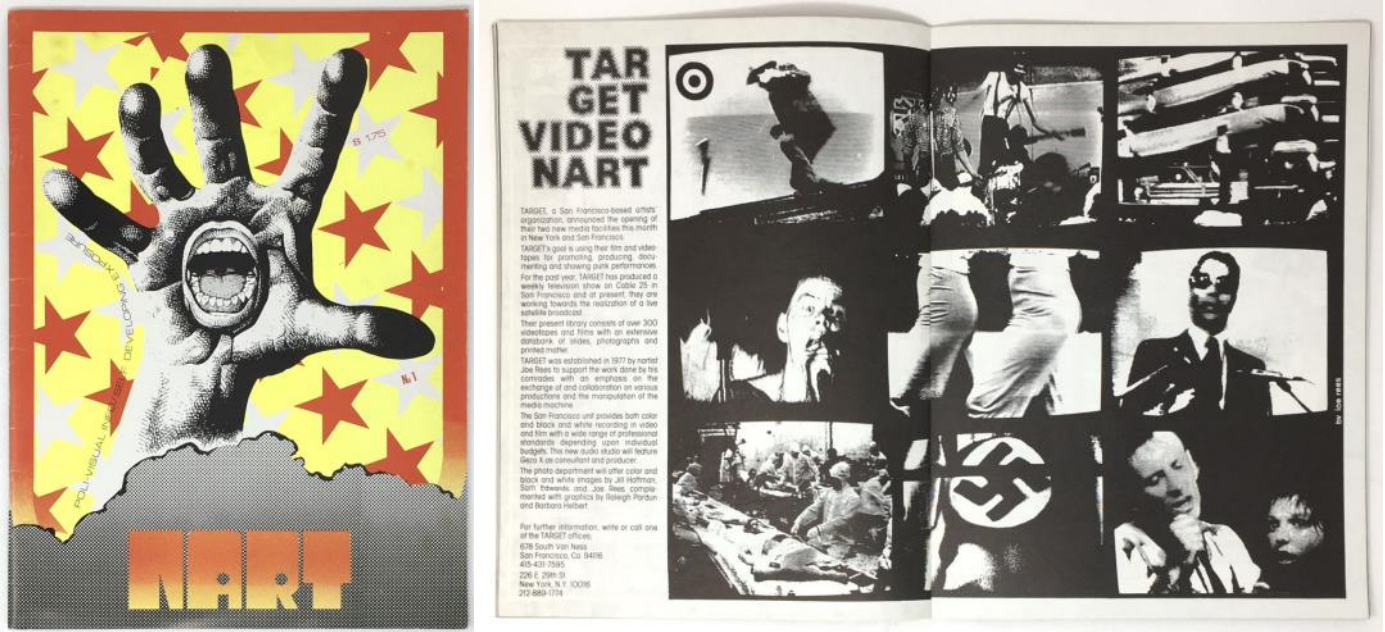 $ 1.75
DEVELOPING EXPOSURE
POLI-VISUAL
No 1
NART
TAR
GET
VIDEO
NART
TARGET, a San Francisco-based artists'
organization, announced the opening of
their two new media facilities this month
in New York and San Francisco.
TARGET's goal is using their film and video-
tapes for promoting, producing, docu-
menting and showing punk performances.
For the past year, TARGET has produced a
weekly television show on Cable 25 in
San Francisco and at present, they are
working towards the realization of a live
satellite broadcast.
Their present library consists of over 300
videotapes and films with an extensive
databank of slides, photographs and
printed matter.
TARGET was established in 1977 by nartist
Joe Rees to support the work done by his
comrades with an emphasis on the
exchange of and collaboration on various
productions and the manipulation of the
media machine.
The San Francisco unit provides both color
and black and white recording in video
and film with a wide range of professional
standards depending upon individual
budgets. This new audio studio will feature
Geza X as consultant and producer.
The photo department will offer color and
black and white images by Jill Hoffman,
Sam Edwards and Joe Rees comple-
mented with graphics by Raleigh Pardun
and Barbara Helbert.
For further information, write or call one
of the TARGET offices;
678 South Van Ness
San Francisco, Ca. 94116
415-431-7595
226 E. 29th St
New York, N.Y. 10016
212-889-1774
by joe rees